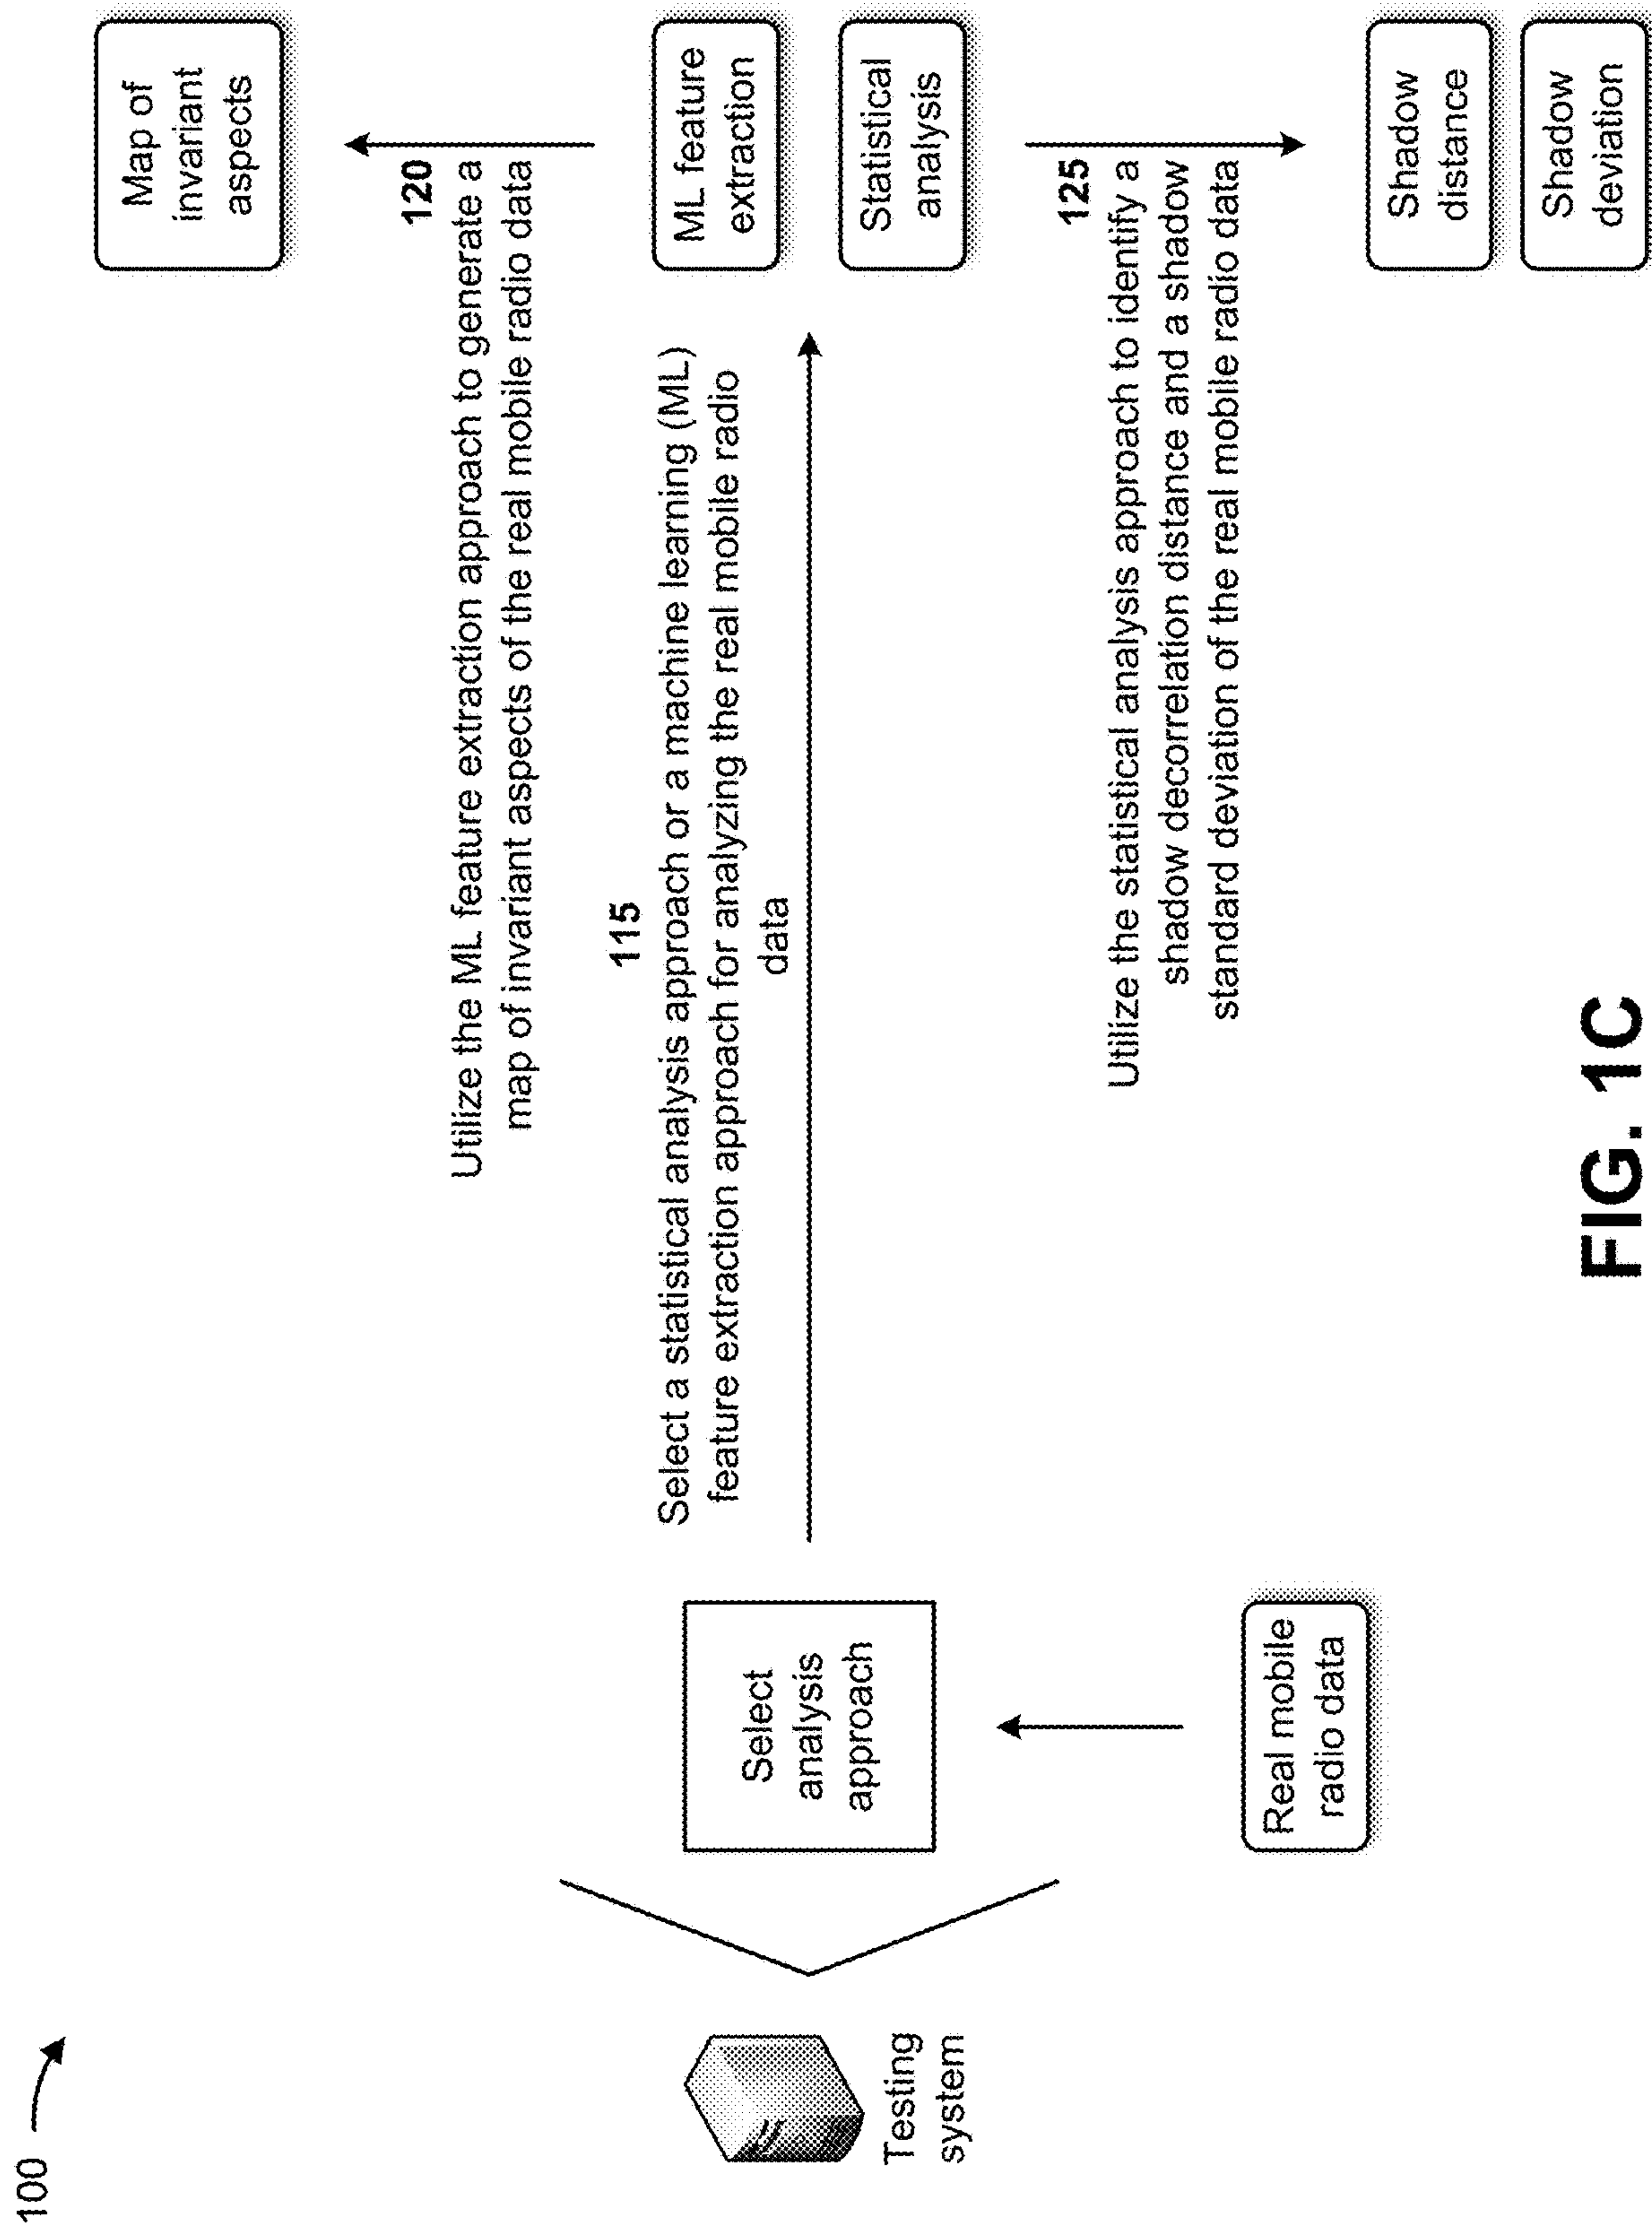 100
Map of
invariant
aspects
120
Utilize the ML feature extraction approach to generate a
map of invariant aspects of the real mobile radio data
115
Select a statistical analysis approach or a machine learning (ML)
feature extraction approach for analyzing the real mobile radio
data
ML feature
extraction
Statistical
analysis
Select
analysis
approach
Testing
system
125
Utilize the statistical analysis approach to identify a
shadow decorrelation distance and a shadow
standard deviation of the real mobile radio data
Real mobile
radio data
Shadow
distance
Shadow
deviation
FIG. 1C